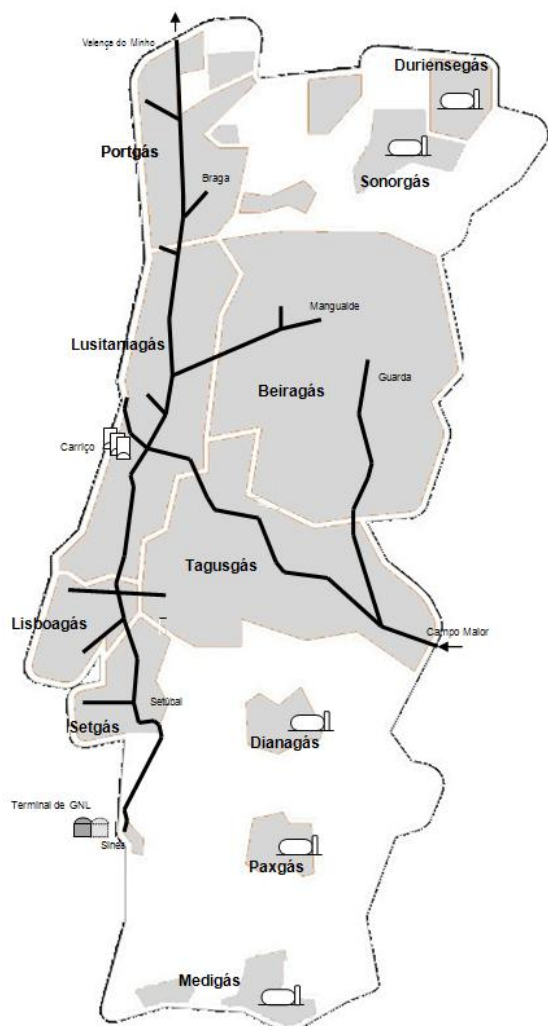 Valença do Minho
Duriensegás
Portgás
Sonorgás
Braga
Mangualde
Lusitaniagás
Beiragás
Guarda
Carriço
Tagusgás
Lisboagás
Campo Maior
Setúbal
Setgás
Dianagás
Terminal de GNL
Sines
Paxgás
Medigás